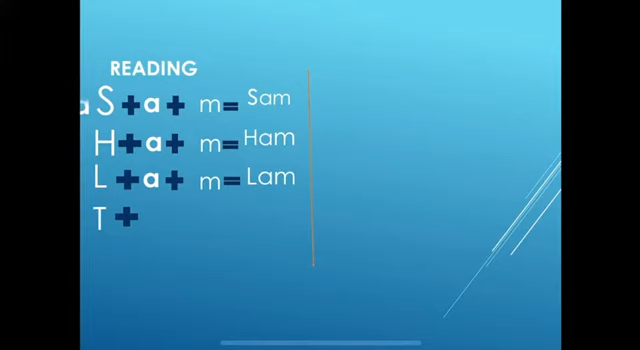 READING
a S + a + m = Sam
H + a + m = Ham
L + a + m = Lam
T +